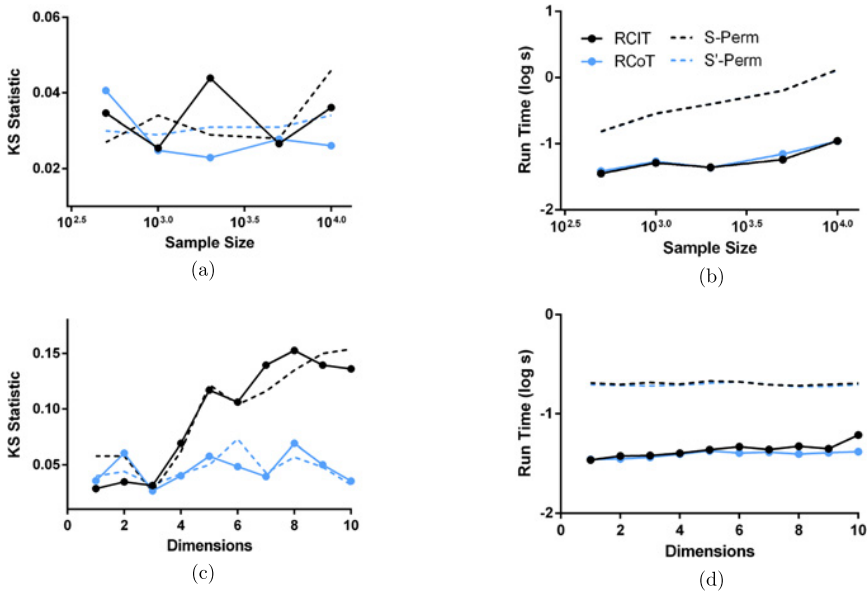 0.06
0.04
0.02
KS Statistic
10^2.5
10^3.0
10^3.5
10^4.0
Sample Size
(a)
1
0
-1
-2
Run Time (log s)
RCIT
RCoT
S-Perm
S'-Perm
10^2.5
10^3.0
10^3.5
10^4.0
Sample Size
(b)
0.15
0.10
0.05
KS Statistic
0
2
4
6
8
10
Dimensions
(c)
0
-1
-2
Run Time (log s)
0
2
4
6
8
10
Dimensions
(d)